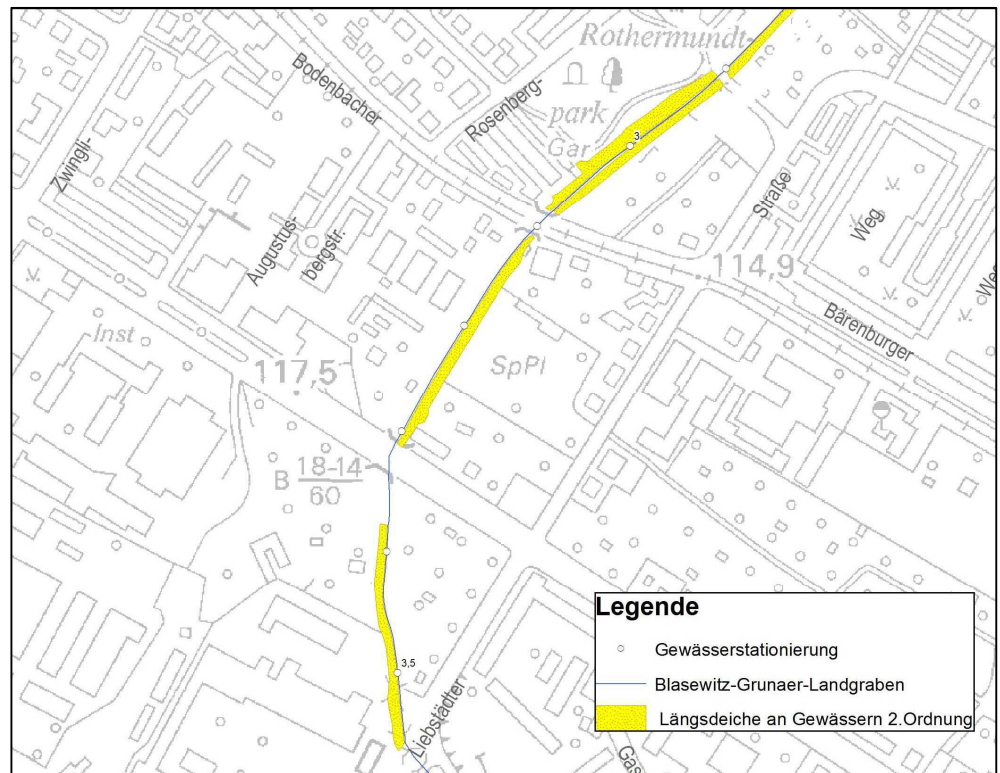 Rothermundt-
park
Gar
Bodenbacher
Rosenberg-
Zwingli-
3
Straße
Weg
Augustus-
bergstr.
114,9
Bärenburger
Inst
117,5
SpPl
B 18-14
60
3,5
Liebstädter
Legende
Gewässerstationierung
Blasewitz-Grunaer-Landgraben
Längsdeiche an Gewässern 2.Ordnung